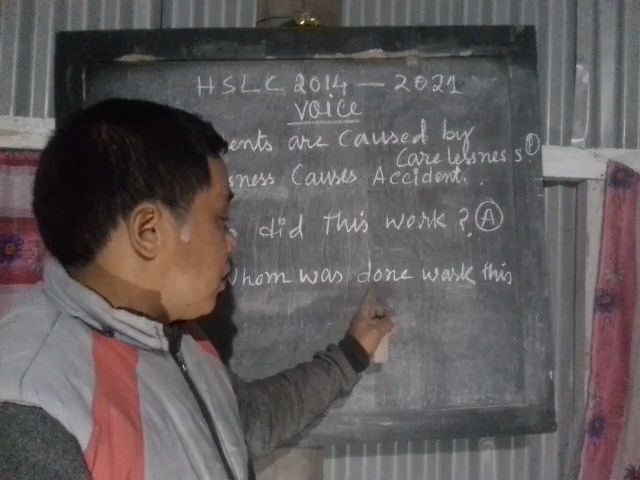 HSLC 2014 — 2021
Voice
ents are Caused by
Carelessness P
ness Causes Accident.
did this work ? A
Whom was done wask this